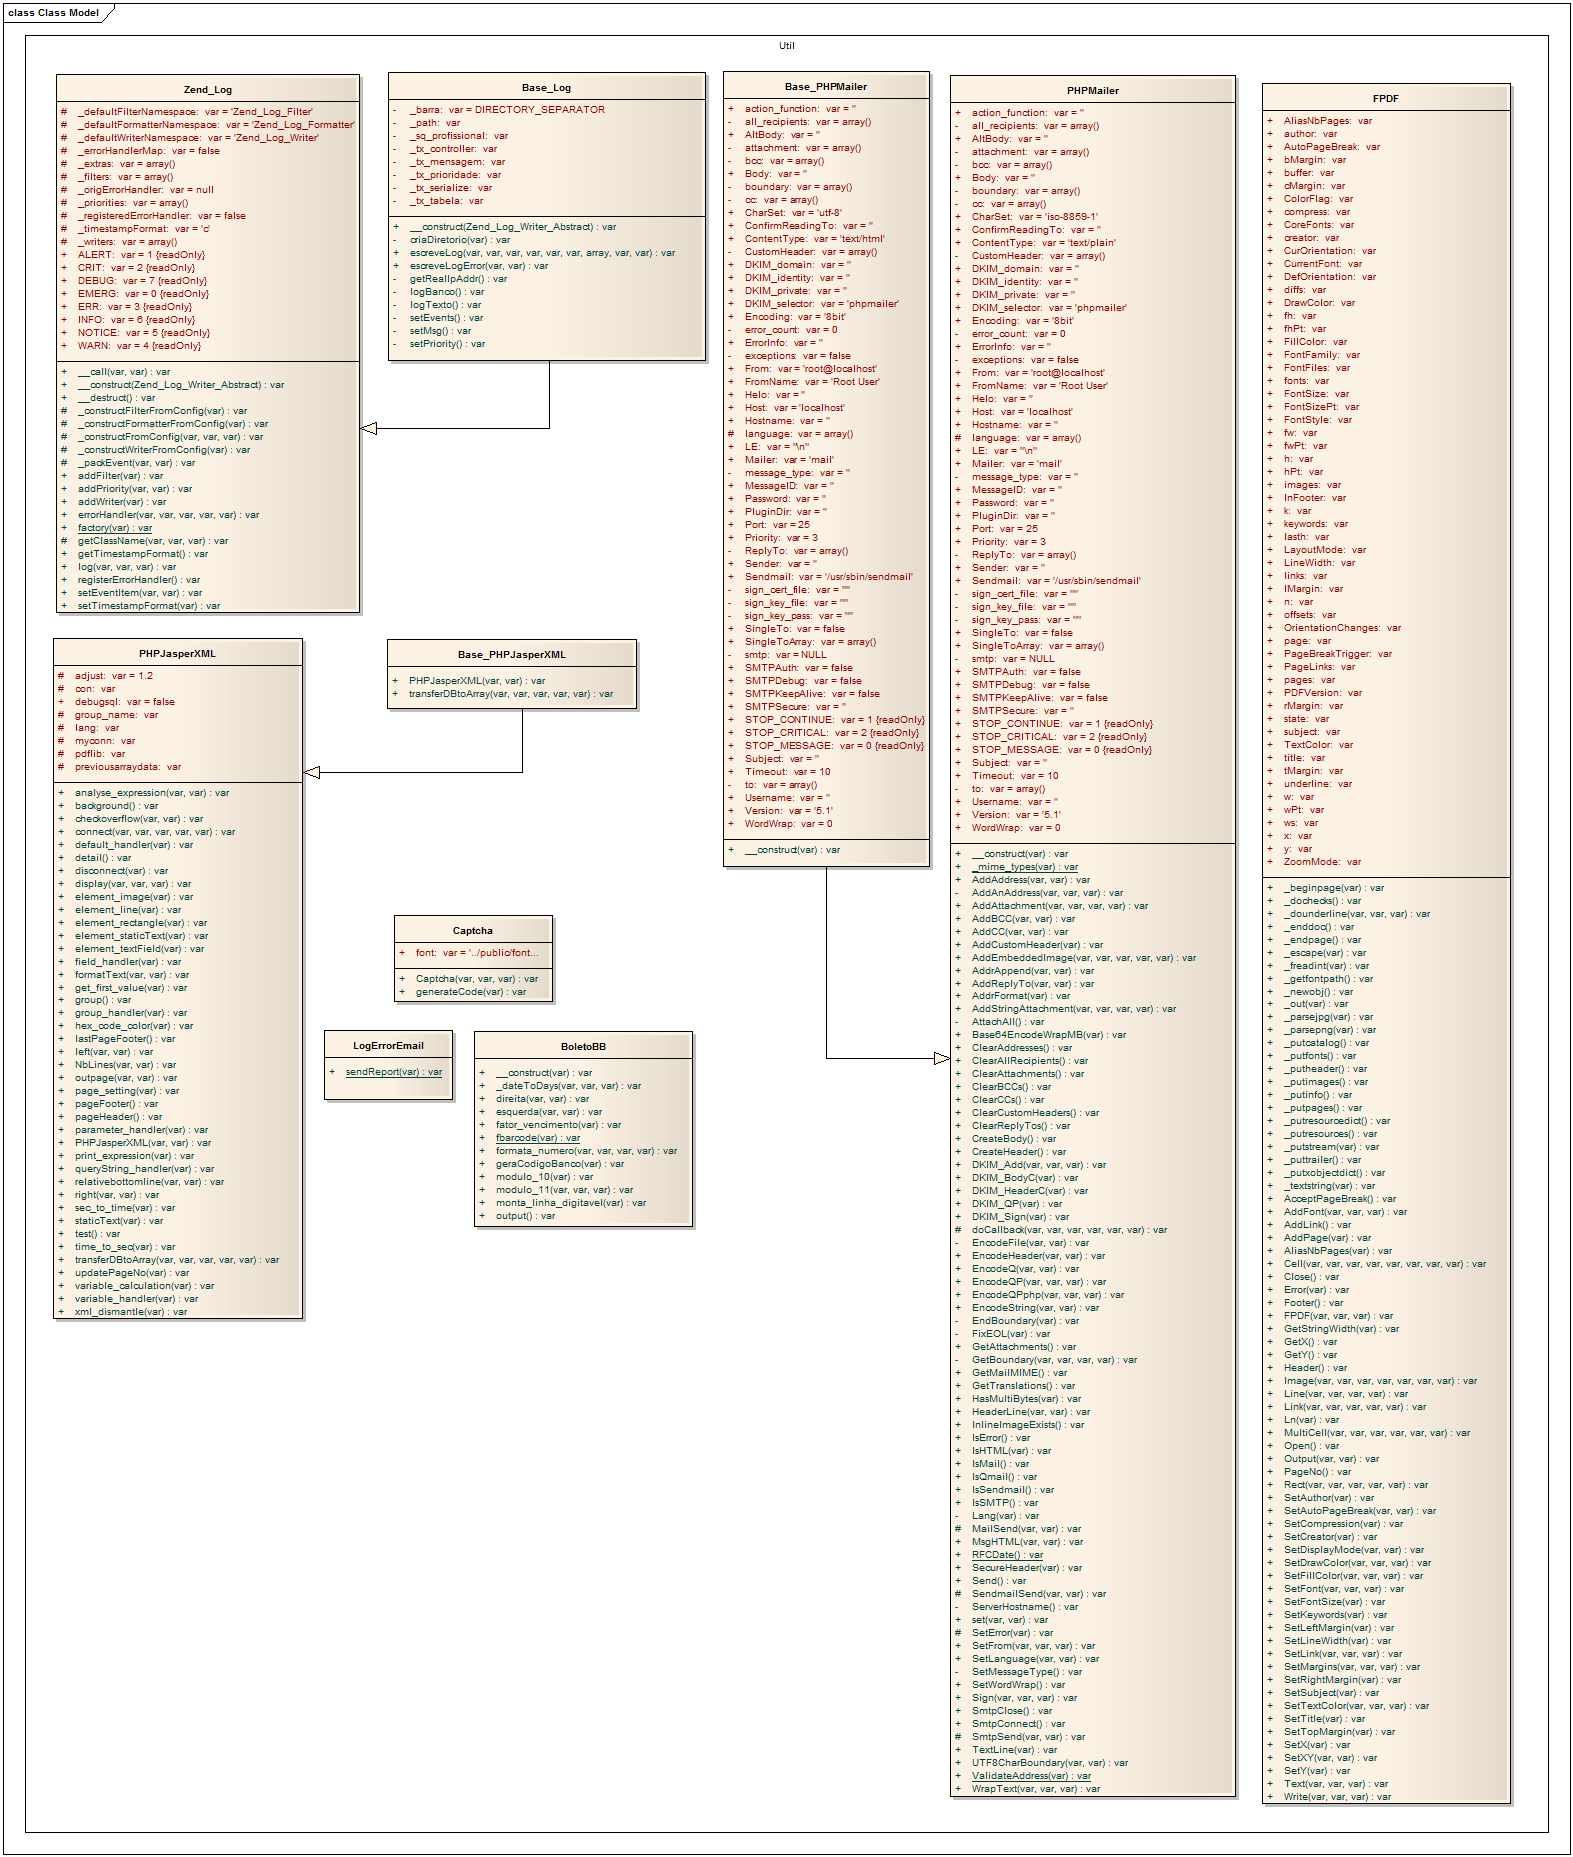 class Class Model
Util
Zend_Log
# _defaultFilterNamespace: var = 'Zend_Log_Filter'
# _defaultFormatterNamespace: var = 'Zend_Log_Formatter'
# _defaultWriterNamespace: var = 'Zend_Log_Writer'
# _errorHandlerMap: var = false
# _extras: var = array()
# _filters: var = array()
# _origErrorHandler: var = null
# _priorities: var = array()
# _registeredErrorHandler: var = false
# _timestampFormat: var = 'c'
# _writers: var = array()
+ ALERT: var = 1 {readOnly}
+ CRIT: var = 2 {readOnly}
+ DEBUG: var = 7 {readOnly}
+ EMERG: var = 0 {readOnly}
+ ERR: var = 3 {readOnly}
+ INFO: var = 6 {readOnly}
+ NOTICE: var = 5 {readOnly}
+ WARN: var = 4 {readOnly}
+ __call(var, var) : var
+ __construct(Zend_Log_Writer_Abstract) : var
+ __destruct() : var
# _constructFilterFromConfig(var) : var
# _constructFormatterFromConfig(var) : var
# _constructFromConfig(var, var, var) : var
# _constructWriterFromConfig(var) : var
# _packEvent(var, var) : var
+ addFilter(var) : var
+ addPriority(var, var) : var
+ addWriter(var) : var
+ errorHandler(var, var, var, var, var) : var
+ factory(var) : var
# getClassName(var, var, var) : var
+ getTimestampFormat() : var
+ log(var, var, var) : var
+ registerErrorHandler() : var
+ setEventItem(var, var) : var
+ setTimestampFormat(var) : var
Base_Log
- _barra: var = DIRECTORY_SEPARATOR
- _path: var
- _sq_profissional: var
- _tx_controller: var
- _tx_mensagem: var
- _tx_prioridade: var
- _tx_serialize: var
- _tx_tabela: var
+ __construct(Zend_Log_Writer_Abstract) : var
- criaDiretorio(var) : var
+ escreveLog(var, var, var, var, var, var, array, var, var) : var
+ escreveLogError(var, var) : var
- getRealIpAddr() : var
- logBanco() : var
- logTexto() : var
- setEvents() : var
- setMsg() : var
- setPriority() : var
Base_PHPMailer
+ action_function: var = ''
- all_recipients: var = array()
+ AltBody: var = ''
- attachment: var = array()
- bcc: var = array()
+ Body: var = ''
- boundary: var = array()
- cc: var = array()
+ CharSet: var = 'utf-8'
+ ConfirmReadingTo: var = ''
+ ContentType: var = 'text/html'
- CustomHeader: var = array()
+ DKIM_domain: var = ''
+ DKIM_identity: var = ''
+ DKIM_private: var = ''
+ DKIM_selector: var = 'phpmailer'
+ Encoding: var = '8bit'
- error_count: var = 0
+ ErrorInfo: var = ''
- exceptions: var = false
+ From: var = 'root@localhost'
+ FromName: var = 'Root User'
+ Helo: var = ''
+ Host: var = 'localhost'
+ Hostname: var = ''
# language: var = array()
+ LE: var = "\n"
+ Mailer: var = 'mail'
- message_type: var = ''
+ MessageID: var = ''
+ Password: var = ''
+ PluginDir: var = ''
+ Port: var = 25
+ Priority: var = 3
- ReplyTo: var = array()
+ Sender: var = ''
+ Sendmail: var = '/usr/sbin/sendmail'
- sign_cert_file: var = ""
- sign_key_file: var = ""
- sign_key_pass: var = ""
+ SingleTo: var = false
+ SingleToArray: var = array()
- smtp: var = NULL
+ SMTPAuth: var = false
+ SMTPDebug: var = false
+ SMTPKeepAlive: var = false
+ SMTPSecure: var = ''
+ STOP_CONTINUE: var = 1 {readOnly}
+ STOP_CRITICAL: var = 2 {readOnly}
+ STOP_MESSAGE: var = 0 {readOnly}
+ Subject: var = ''
+ Timeout: var = 10
- to: var = array()
+ Username: var = ''
+ Version: var = '5.1'
+ WordWrap: var = 0
+ __construct(var) : var
PHPMailer
+ action_function: var = ''
- all_recipients: var = array()
+ AltBody: var = ''
- attachment: var = array()
- bcc: var = array()
+ Body: var = ''
- boundary: var = array()
- cc: var = array()
+ CharSet: var = 'iso-8859-1'
+ ConfirmReadingTo: var = ''
+ ContentType: var = 'text/plain'
- CustomHeader: var = array()
+ DKIM_domain: var = ''
+ DKIM_identity: var = ''
+ DKIM_private: var = ''
+ DKIM_selector: var = 'phpmailer'
+ Encoding: var = '8bit'
- error_count: var = 0
+ ErrorInfo: var = ''
- exceptions: var = false
+ From: var = 'root@localhost'
+ FromName: var = 'Root User'
+ Helo: var = ''
+ Host: var = 'localhost'
+ Hostname: var = ''
# language: var = array()
+ LE: var = "\n"
+ Mailer: var = 'mail'
- message_type: var = ''
+ MessageID: var = ''
+ Password: var = ''
+ PluginDir: var = ''
+ Port: var = 25
+ Priority: var = 3
- ReplyTo: var = array()
+ Sender: var = ''
+ Sendmail: var = '/usr/sbin/sendmail'
- sign_cert_file: var = ""
- sign_key_file: var = ""
- sign_key_pass: var = ""
+ SingleTo: var = false
+ SingleToArray: var = array()
- smtp: var = NULL
+ SMTPAuth: var = false
+ SMTPDebug: var = false
+ SMTPKeepAlive: var = false
+ SMTPSecure: var = ''
+ STOP_CONTINUE: var = 1 {readOnly}
+ STOP_CRITICAL: var = 2 {readOnly}
+ STOP_MESSAGE: var = 0 {readOnly}
+ Subject: var = ''
+ Timeout: var = 10
- to: var = array()
+ Username: var = ''
+ Version: var = '5.1'
+ WordWrap: var = 0
+ __construct(var) : var
+ _mime_types(var) : var
+ AddAddress(var, var) : var
- AddAnAddress(var, var, var) : var
+ AddAttachment(var, var, var, var) : var
+ AddBCC(var, var) : var
+ AddCC(var, var) : var
+ AddCustomHeader(var) : var
+ AddEmbeddedImage(var, var, var, var, var) : var
+ AddrAppend(var, var) : var
+ AddReplyTo(var, var) : var
+ AddrFormat(var) : var
+ AddStringAttachment(var, var, var, var) : var
- AttachAll() : var
+ Base64EncodeWrapMB(var) : var
+ ClearAddresses() : var
+ ClearAllRecipients() : var
+ ClearAttachments() : var
+ ClearBCCs() : var
+ ClearCCs() : var
+ ClearCustomHeaders() : var
+ ClearReplyTos() : var
+ CreateBody() : var
+ CreateHeader() : var
+ DKIM_Add(var, var, var) : var
+ DKIM_BodyC(var) : var
+ DKIM_HeaderC(var) : var
+ DKIM_QP(var) : var
+ DKIM_Sign(var) : var
# doCallback(var, var, var, var, var, var) : var
- EncodeFile(var, var) : var
+ EncodeHeader(var, var) : var
+ EncodeQ(var, var) : var
+ EncodeQP(var, var, var) : var
+ EncodeQPphp(var, var, var) : var
+ EncodeString(var, var) : var
- EndBoundary(var) : var
- FixEOL(var) : var
+ GetAttachments() : var
- GetBoundary(var, var, var, var) : var
+ GetMailMIME() : var
+ GetTranslations() : var
+ HasMultiBytes(var) : var
+ HeaderLine(var, var) : var
+ InlineImageExists() : var
+ IsError() : var
+ IsHTML(var) : var
+ IsMail() : var
+ IsQmail() : var
+ IsSendmail() : var
+ IsSMTP() : var
- Lang(var) : var
# MailSend(var, var) : var
+ MsgHTML(var, var) : var
+ RFCDate() : var
+ SecureHeader(var) : var
+ Send() : var
# SendmailSend(var, var) : var
- ServerHostname() : var
+ set(var, var) : var
# SetError(var) : var
+ SetFrom(var, var, var) : var
+ SetLanguage(var, var) : var
- SetMessageType() : var
+ SetWordWrap() : var
+ Sign(var, var, var) : var
+ SmtpClose() : var
+ SmtpConnect() : var
# SmtpSend(var, var) : var
+ TextLine(var) : var
+ UTF8CharBoundary(var, var) : var
+ ValidateAddress(var) : var
+ WrapText(var, var, var) : var
FPDF
+ AliasNbPages: var
+ author: var
+ AutoPageBreak: var
+ bMargin: var
+ buffer: var
+ cMargin: var
+ ColorFlag: var
+ compress: var
+ CoreFonts: var
+ creator: var
+ CurOrientation: var
+ CurrentFont: var
+ DefOrientation: var
+ diffs: var
+ DrawColor: var
+ fh: var
+ fhPt: var
+ FillColor: var
+ FontFamily: var
+ FontFiles: var
+ fonts: var
+ FontSize: var
+ FontSizePt: var
+ FontStyle: var
+ fw: var
+ fwPt: var
+ h: var
+ hPt: var
+ images: var
+ InFooter: var
+ k: var
+ keywords: var
+ lasth: var
+ LayoutMode: var
+ LineWidth: var
+ links: var
+ lMargin: var
+ n: var
+ offsets: var
+ OrientationChanges: var
+ page: var
+ PageBreakTrigger: var
+ PageLinks: var
+ pages: var
+ PDFVersion: var
+ rMargin: var
+ state: var
+ subject: var
+ TextColor: var
+ title: var
+ tMargin: var
+ underline: var
+ w: var
+ wPt: var
+ ws: var
+ x: var
+ y: var
+ ZoomMode: var
+ _beginpage(var) : var
+ _dochecks() : var
+ _dounderline(var, var, var) : var
+ _enddoc() : var
+ _endpage() : var
+ _escape(var) : var
+ _freadint(var) : var
+ _getfontpath() : var
+ _newobj() : var
+ _out(var) : var
+ _parsejpg(var) : var
+ _parsepng(var) : var
+ _putcatalog() : var
+ _putfonts() : var
+ _putheader() : var
+ _putimages() : var
+ _putinfo() : var
+ _putpages() : var
+ _putresourcedict() : var
+ _putresources() : var
+ _putstream(var) : var
+ _puttrailer() : var
+ _putxobjectdict() : var
+ _textstring(var) : var
+ AcceptPageBreak() : var
+ AddFont(var, var, var) : var
+ AddLink() : var
+ AddPage(var) : var
+ AliasNbPages(var) : var
+ Cell(var, var, var, var, var, var, var, var) : var
+ Close() : var
+ Error(var) : var
+ Footer() : var
+ FPDF(var, var, var) : var
+ GetStringWidth(var) : var
+ GetX() : var
+ GetY() : var
+ Header() : var
+ Image(var, var, var, var, var, var, var) : var
+ Line(var, var, var, var) : var
+ Link(var, var, var, var, var) : var
+ Ln(var) : var
+ MultiCell(var, var, var, var, var, var) : var
+ Open() : var
+ Output(var, var) : var
+ PageNo() : var
+ Rect(var, var, var, var, var) : var
+ SetAuthor(var) : var
+ SetAutoPageBreak(var, var) : var
+ SetCompression(var) : var
+ SetCreator(var) : var
+ SetDisplayMode(var, var) : var
+ SetDrawColor(var, var, var) : var
+ SetFillColor(var, var, var) : var
+ SetFont(var, var, var) : var
+ SetFontSize(var) : var
+ SetKeywords(var) : var
+ SetLeftMargin(var) : var
+ SetLineWidth(var) : var
+ SetLink(var, var, var) : var
+ SetMargins(var, var, var) : var
+ SetRightMargin(var) : var
+ SetSubject(var) : var
+ SetTextColor(var, var, var) : var
+ SetTitle(var) : var
+ SetTopMargin(var) : var
+ SetX(var) : var
+ SetXY(var, var) : var
+ SetY(var) : var
+ Text(var, var, var) : var
+ Write(var, var, var) : var
PHPJasperXML
# adjust: var = 1.2
# con: var
+ debugsql: var = false
# group_name: var
# lang: var
# myconn: var
# pdflib: var
# previousarraydata: var
+ analyse_expression(var, var) : var
+ background() : var
+ checkoverflow(var, var) : var
+ connect(var, var, var, var, var) : var
+ default_handler(var) : var
+ detail() : var
+ disconnect(var) : var
+ display(var, var, var) : var
+ element_image(var) : var
+ element_line(var) : var
+ element_rectangle(var) : var
+ element_staticText(var) : var
+ element_textField(var) : var
+ field_handler(var) : var
+ formatText(var, var) : var
+ get_first_value(var) : var
+ group() : var
+ group_handler(var) : var
+ hex_code_color(var) : var
+ lastPageFooter() : var
+ left(var, var) : var
+ NbLines(var, var) : var
+ outpage(var, var) : var
+ page_setting(var) : var
+ pageFooter() : var
+ pageHeader() : var
+ parameter_handler(var) : var
+ PHPJasperXML(var, var) : var
+ print_expression(var) : var
+ queryString_handler(var) : var
+ relativebottomline(var, var) : var
+ right(var, var) : var
+ sec_to_time(var) : var
+ staticText(var) : var
+ test() : var
+ time_to_sec(var) : var
+ transferDBtoArray(var, var, var, var, var) : var
+ updatePageNo(var) : var
+ variable_calculation(var) : var
+ variable_handler(var) : var
+ xml_dismantle(var) : var
Base_PHPJasperXML
+ PHPJasperXML(var, var) : var
+ transferDBtoArray(var, var, var, var, var) : var
Captcha
+ font: var = '../public/font...
+ Captcha(var, var, var) : var
+ generateCode(var) : var
LogErrorEmail
+ sendReport(var) : var
BoletoBB
+ __construct(var) : var
+ _dateToDays(var, var, var) : var
+ direita(var, var) : var
+ esquerda(var, var) : var
+ fator_vencimento(var) : var
+ fbarcode(var) : var
+ formata_numero(var, var, var, var) : var
+ geraCodigoBanco(var) : var
+ modulo_10(var) : var
+ modulo_11(var, var, var) : var
+ monta_linha_digitavel(var) : var
+ output() : var